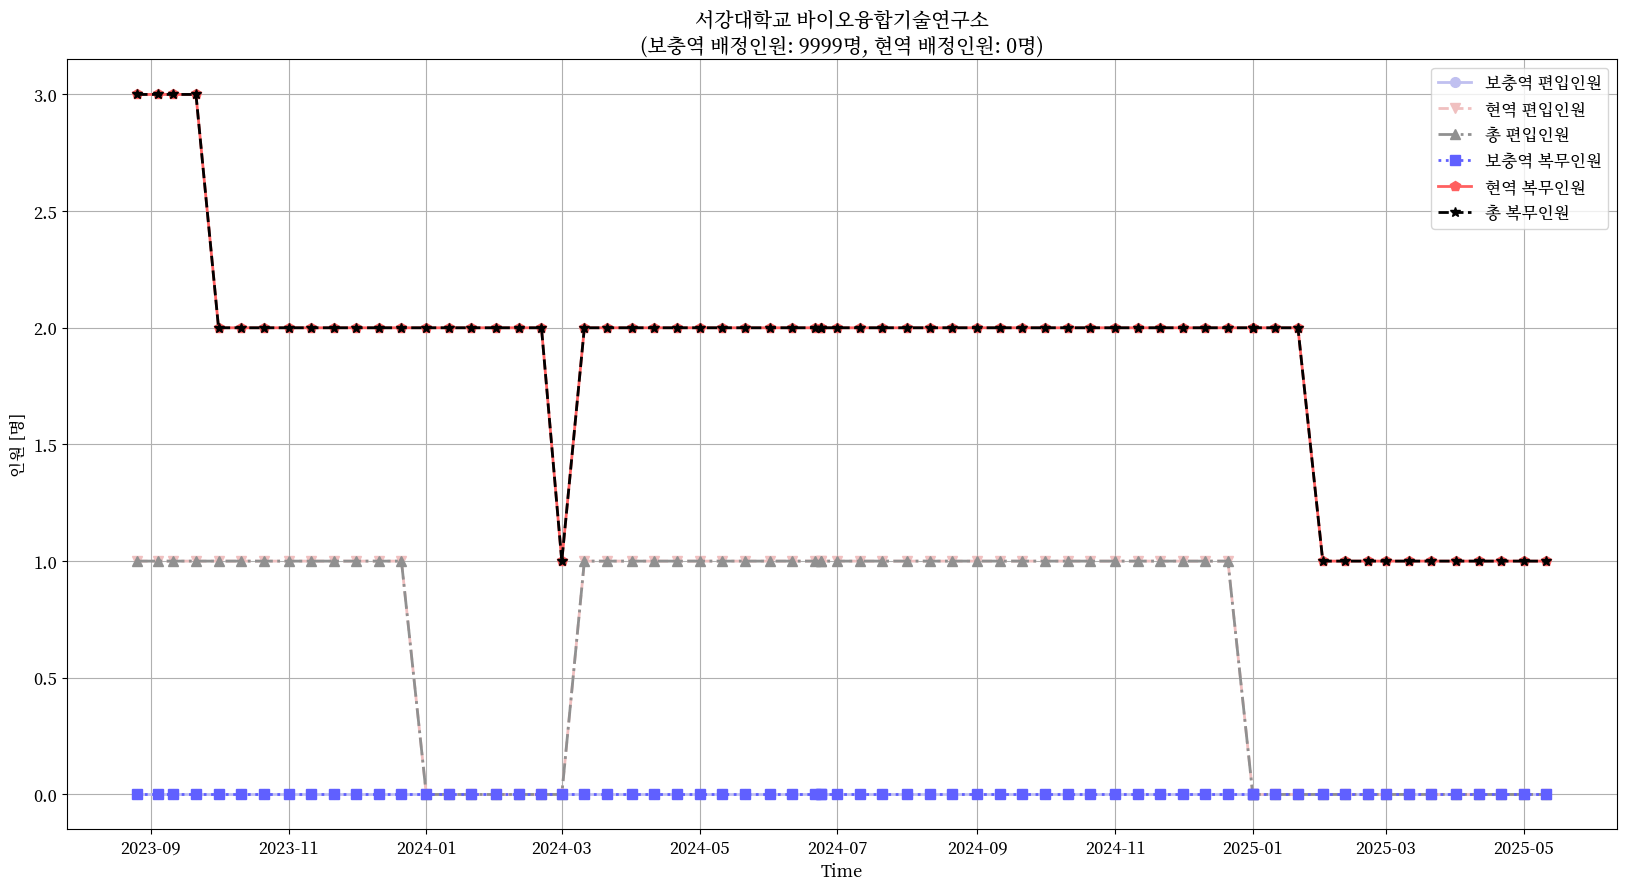 서강대학교 바이오융합기술연구소
(보충역 배정인원: 9999명, 현역 배정인원: 0명)
보충역 편입인원
현역 편입인원
총 편입인원
보충역 복무인원
현역 복무인원
총 복무인원
3.0
2.5
2.0
1.5
1.0
0.5
0.0
인원 [명]
2023-09 2023-11 2024-01 2024-03 2024-05 2024-07 2024-09 2024-11 2025-01 2025-03 2025-05
Time